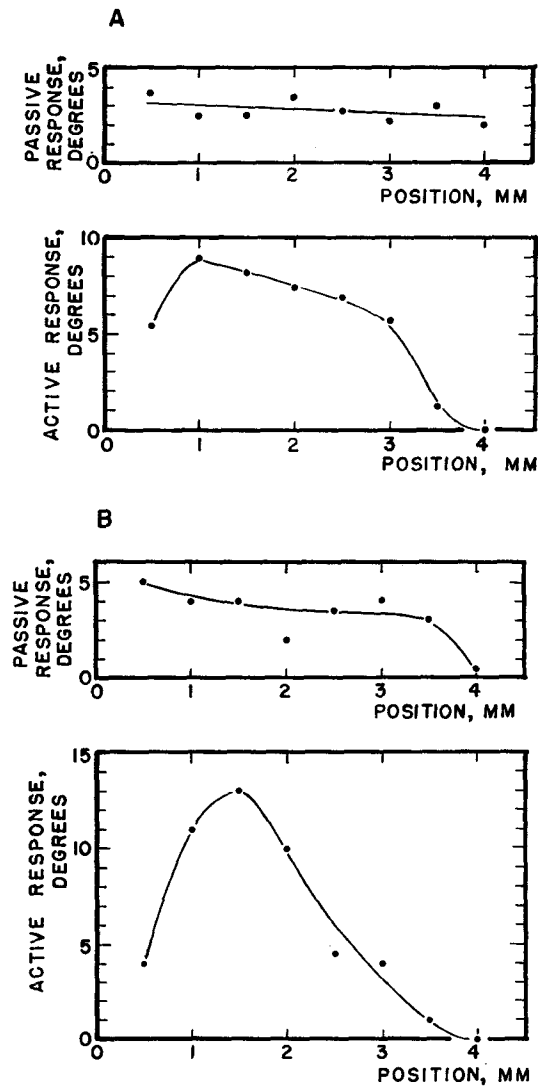 A
PASSIVE
RESPONSE,
DEGREES
5
0
0 1 2 3 4
POSITION, MM
ACTIVE RESPONSE,
DEGREES
10
5
0
0 1 2 3 4
POSITION, MM
B
PASSIVE
RESPONSE,
DEGREES
5
0
0 1 2 3 4
POSITION, MM
ACTIVE RESPONSE,
DEGREES
15
10
5
0
0 1 2 3 4
POSITION, MM